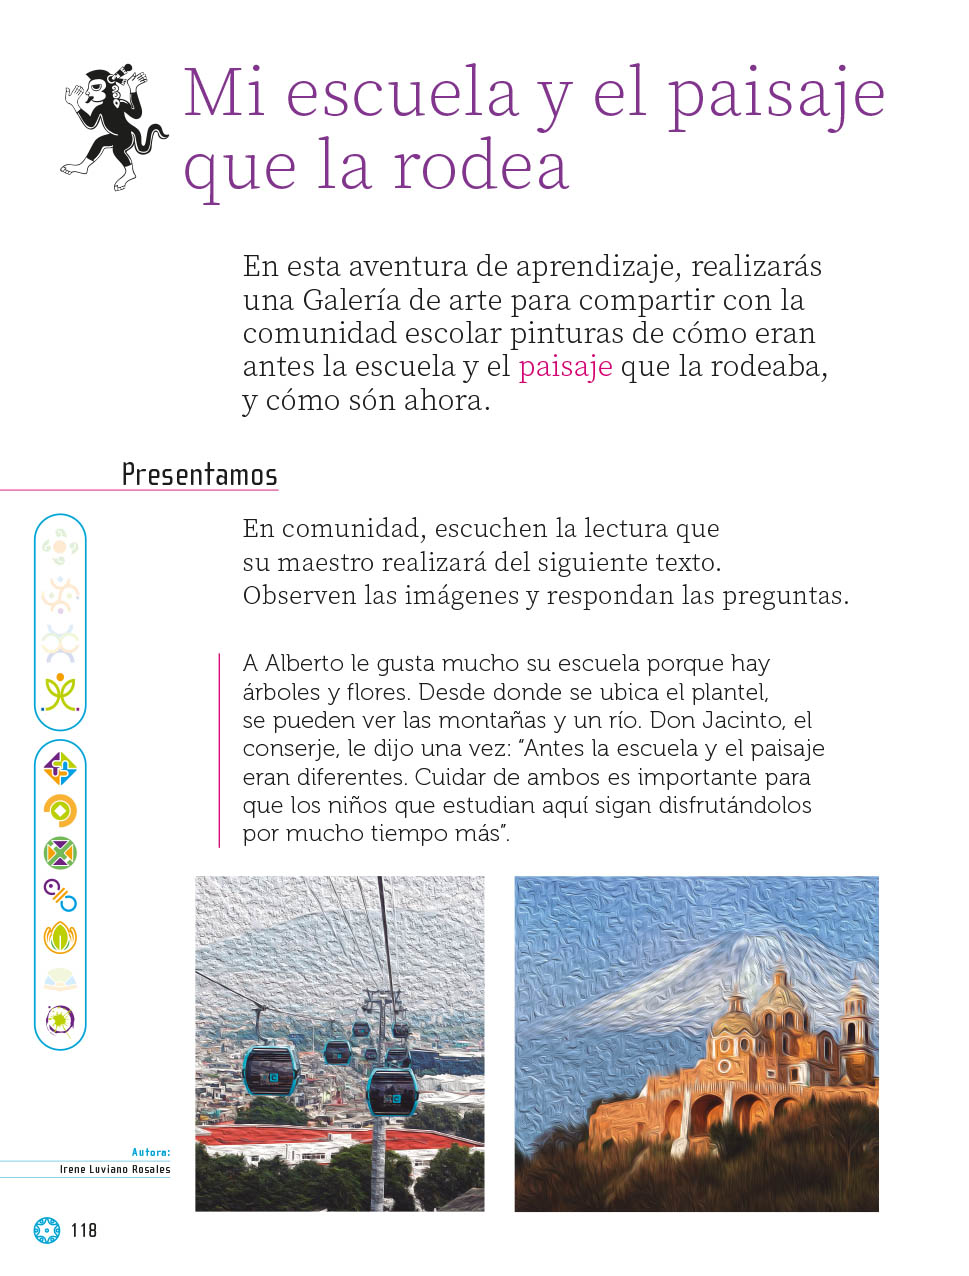 Mi escuela y el paisaje
que la rodea
En esta aventura de aprendizaje, realizarás
una Galería de arte para compartir con la
comunidad escolar pinturas de cómo eran
antes la escuela y el paisaje que la rodeaba,
y cómo són ahora.
Presentamos
En comunidad, escuchen la lectura que
su maestro realizará del siguiente texto.
Observen las imágenes y respondan las preguntas.
A Alberto le gusta mucho su escuela porque hay
árboles y flores. Desde donde se ubica el plantel,
se pueden ver las montañas y un río. Don Jacinto, el
conserje, le dijo una vez: “Antes la escuela y el paisaje
eran diferentes. Cuidar de ambos es importante para
que los niños que estudian aquí sigan disfrutándolos
por mucho tiempo más”.
Autora:
Irene Luviano Rosales
118